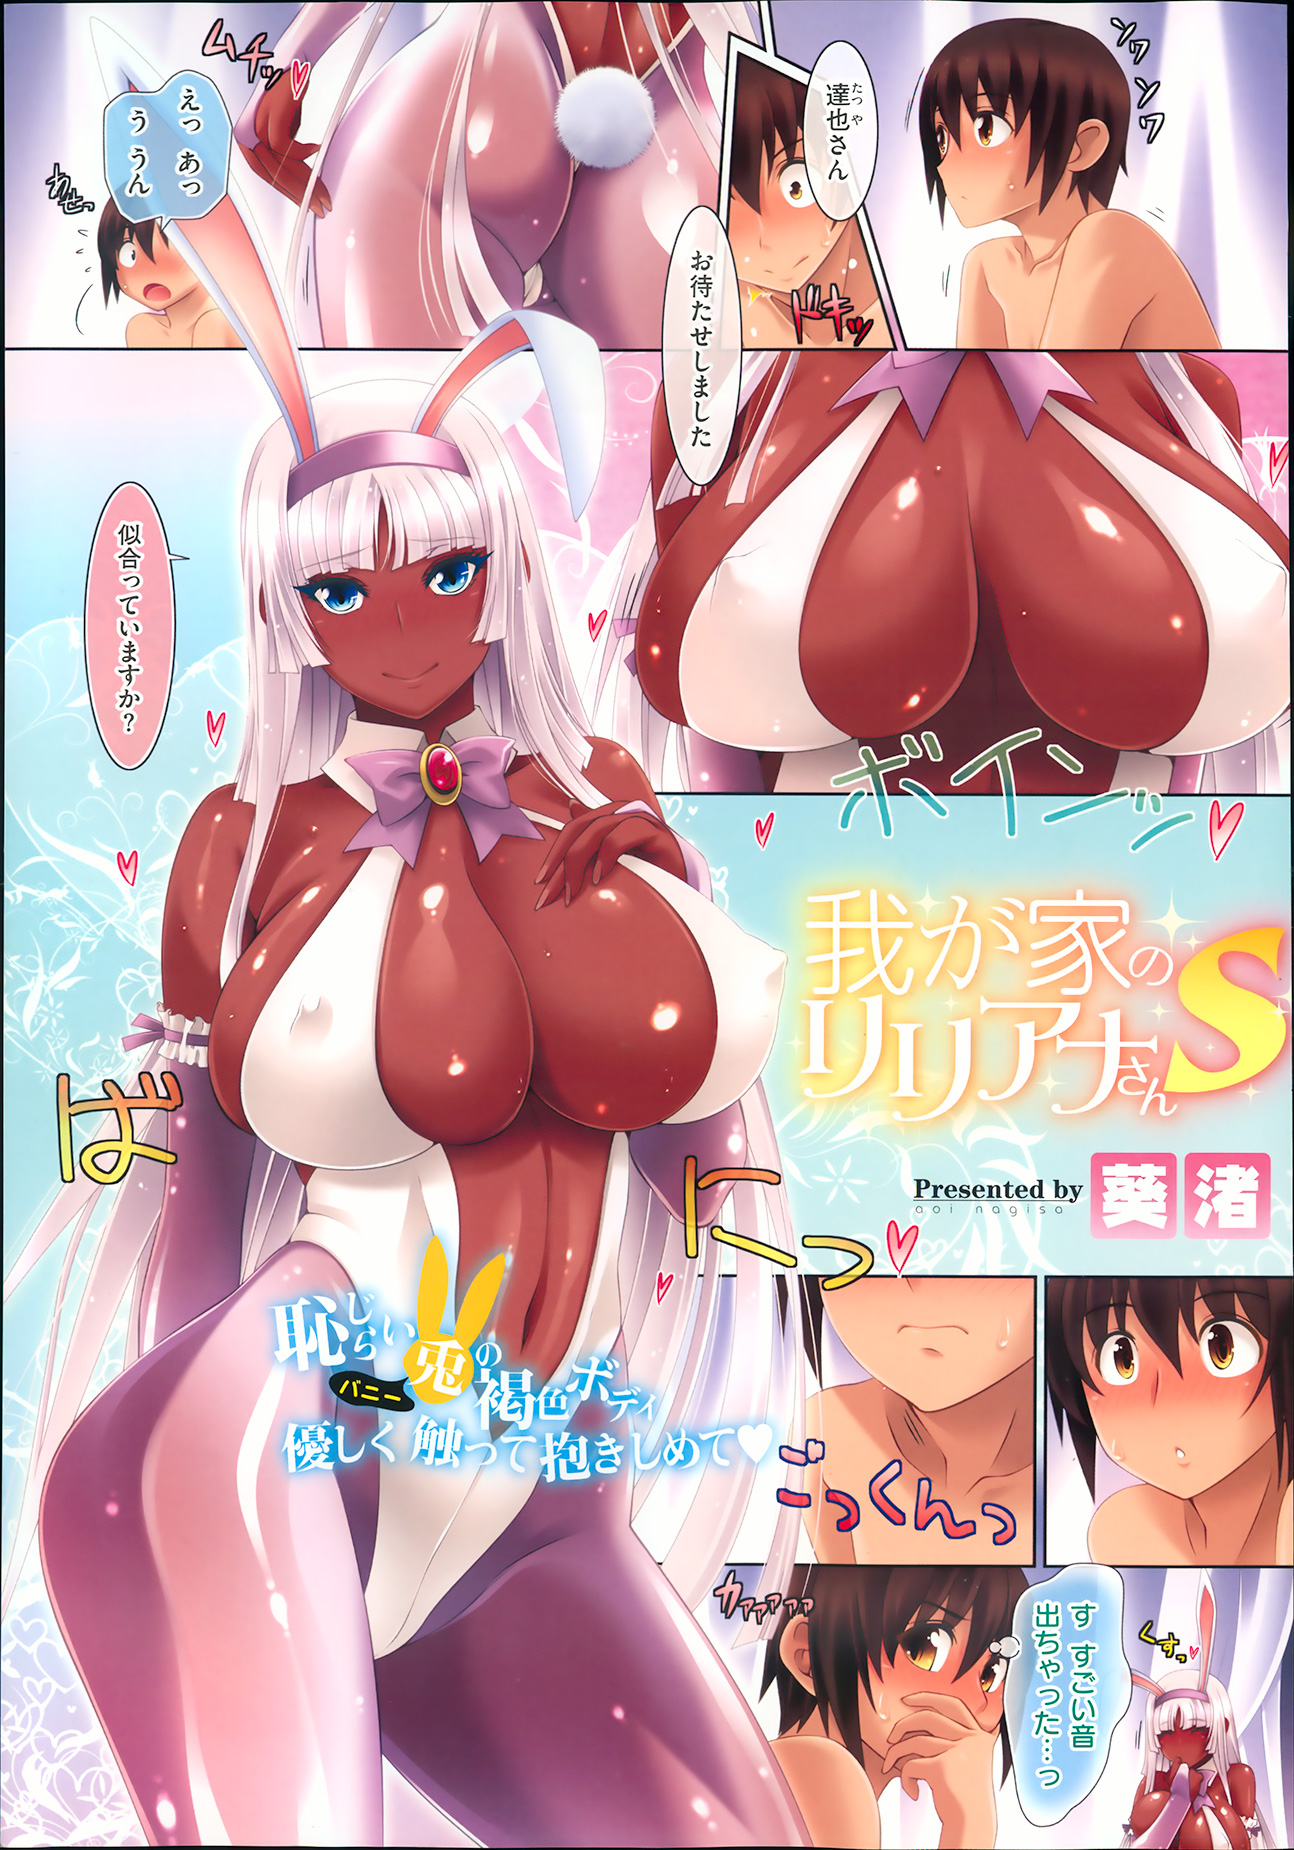 ソワソワ
達也さん
たつや
ドキッ
お待たせしました
ムチッ
えっ あっ
う うん
わせっ
ボインッ
似合っていますか？
ばにっ
我が家の
リリアナさんS
Presented by
aoi nagisa
葵渚
恥じらい兎の褐色ボディ
バニー
優しく触って抱きしめて♥
ごっくんっ
す すごい音
出ちゃった…っ
カァァァァァ
くすっ